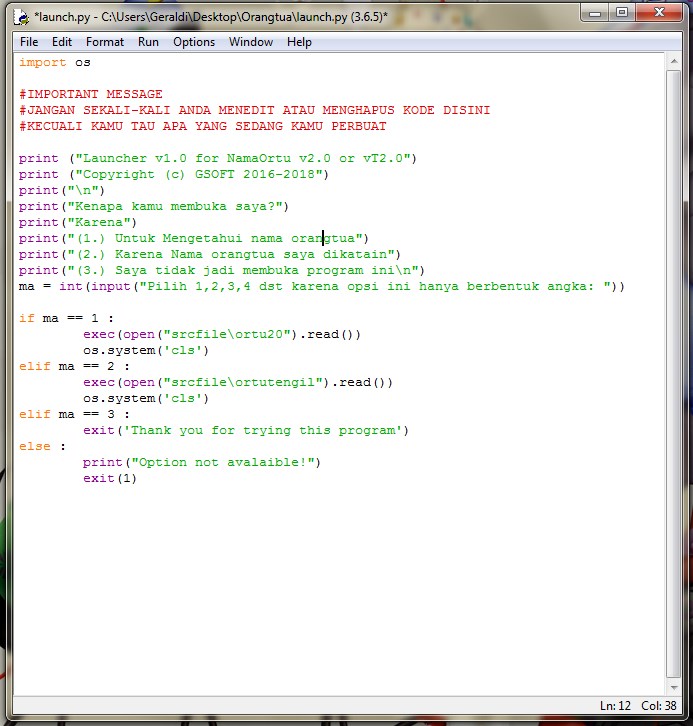 *launch.py - C:\Users\Geraldi\Desktop\Orangtua\launch.py (3.6.5)*
File Edit Format Run Options Window Help
import os
#IMPORTANT MESSAGE
#JANGAN SEKALI-KALI ANDA MENEDIT ATAU MENGHAPUS KODE DISINI
#KECUALI KAMU TAU APA YANG SEDANG KAMU PERBUAT
print ("Launcher v1.0 for NamaOrtu v2.0 or vT2.0")
print ("Copyright (c) GSOFT 2016-2018")
print("\n")
print("Kenapa kamu membuka saya?")
print("Karena")
print("(1.) Untuk Mengetahui nama orangtua")
print("(2.) Karena Nama orangtua saya dikatain")
print("(3.) Saya tidak jadi membuka program ini\n")
ma = int(input("Pilih 1,2,3,4 dst karena opsi ini hanya berbentuk angka: "))
if ma == 1 :
        exec(open("srcfile\ortu20").read())
        os.system('cls')
elif ma == 2 :
        exec(open("srcfile\ortutengil").read())
        os.system('cls')
elif ma == 3 :
        exit('Thank you for trying this program')
else :
        print("Option not avalaible!")
        exit(1)
Ln: 12 Col: 38